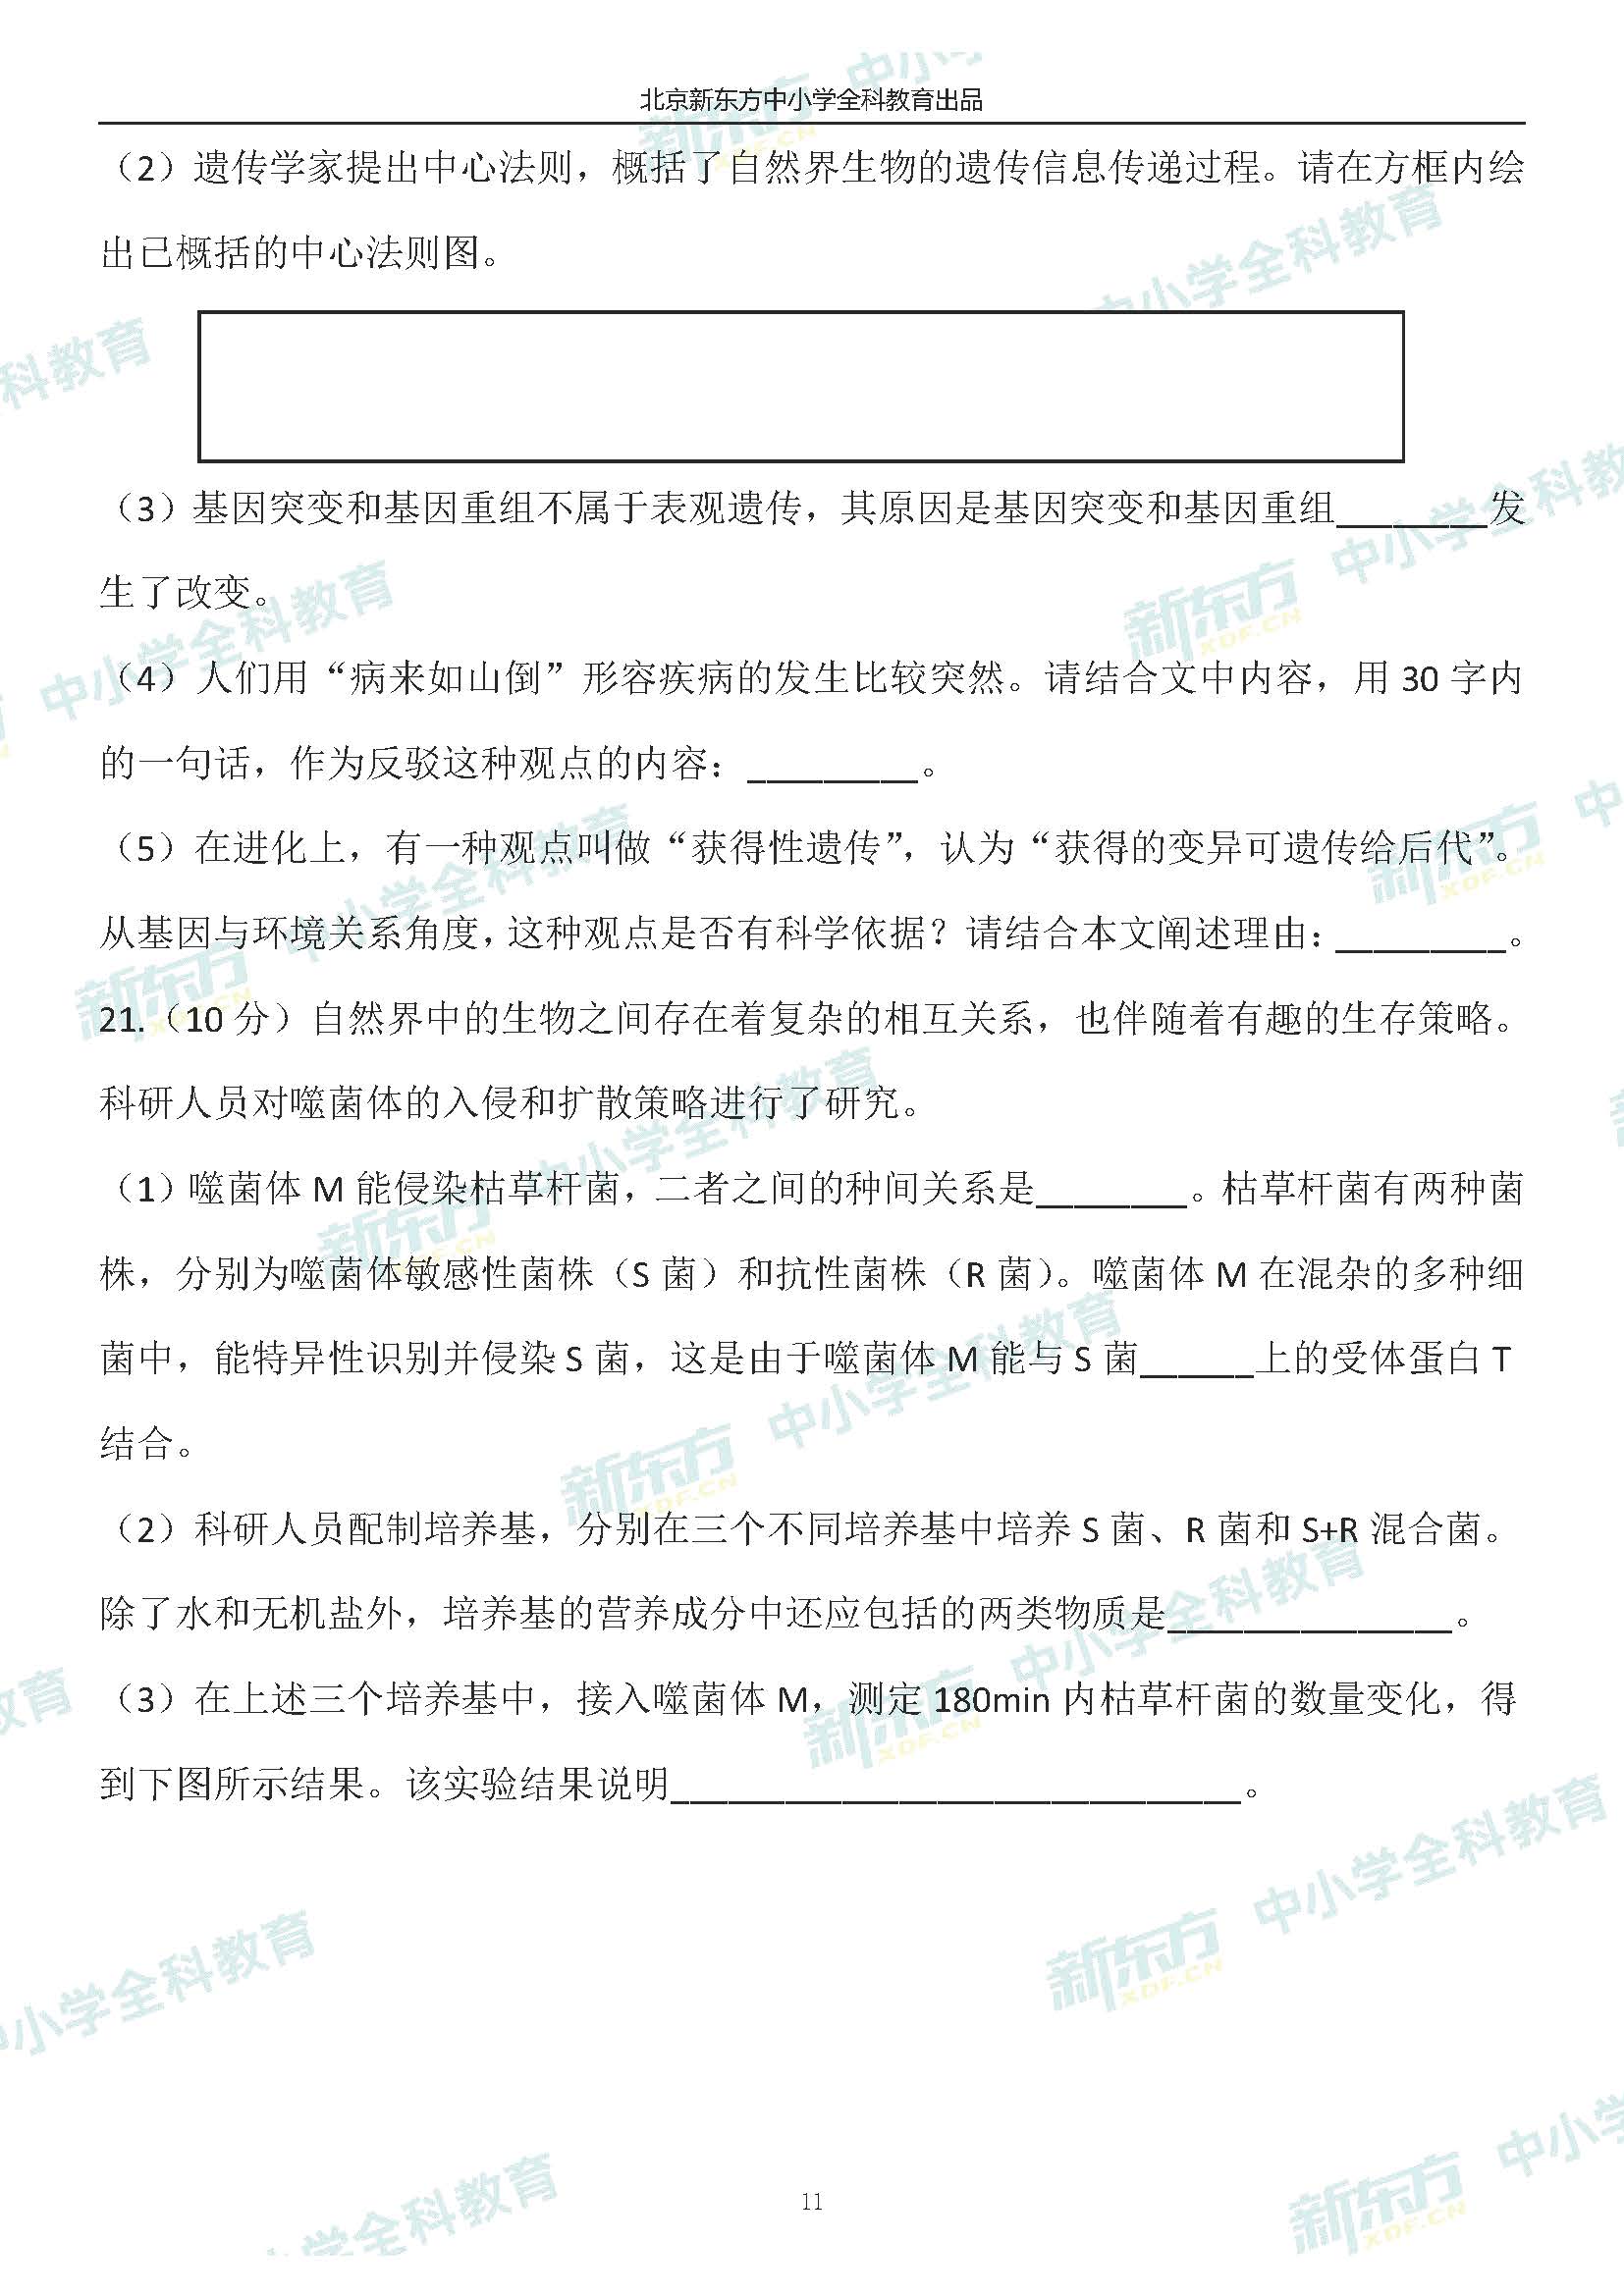 北京新东方中小学全科教育出品
（2）遗传学家提出中心法则，概括了自然界生物的遗传信息传递过程。请在方框内绘
出已概括的中心法则图。
（3）基因突变和基因重组不属于表观遗传，其原因是基因突变和基因重组________发
生了改变。
（4）人们用“病来如山倒”形容疾病的发生比较突然。请结合文中内容，用 30 字内
的一句话，作为反驳这种观点的内容：_________。
（5）在进化上，有一种观点叫做“获得性遗传”，认为“获得的变异可遗传给后代”。
从基因与环境关系角度，这种观点是否有科学依据？请结合本文阐述理由：_________。
21.（10 分）自然界中的生物之间存在着复杂的相互关系，也伴随着有趣的生存策略。
科研人员对噬菌体的入侵和扩散策略进行了研究。
（1）噬菌体 M 能侵染枯草杆菌，二者之间的种间关系是________。枯草杆菌有两种菌
株，分别为噬菌体敏感性菌株（S 菌）和抗性菌株（R 菌）。噬菌体 M 在混杂的多种细
菌中，能特异性识别并侵染 S 菌，这是由于噬菌体 M 能与 S 菌______上的受体蛋白 T
结合。
（2）科研人员配制培养基，分别在三个不同培养基中培养 S 菌、R 菌和 S+R 混合菌。
除了水和无机盐外，培养基的营养成分中还应包括的两类物质是_______________。
（3）在上述三个培养基中，接入噬菌体 M，测定 180min 内枯草杆菌的数量变化，得
到下图所示结果。该实验结果说明______________________________。
11
新东方 XDF.CN 中小学全科教育